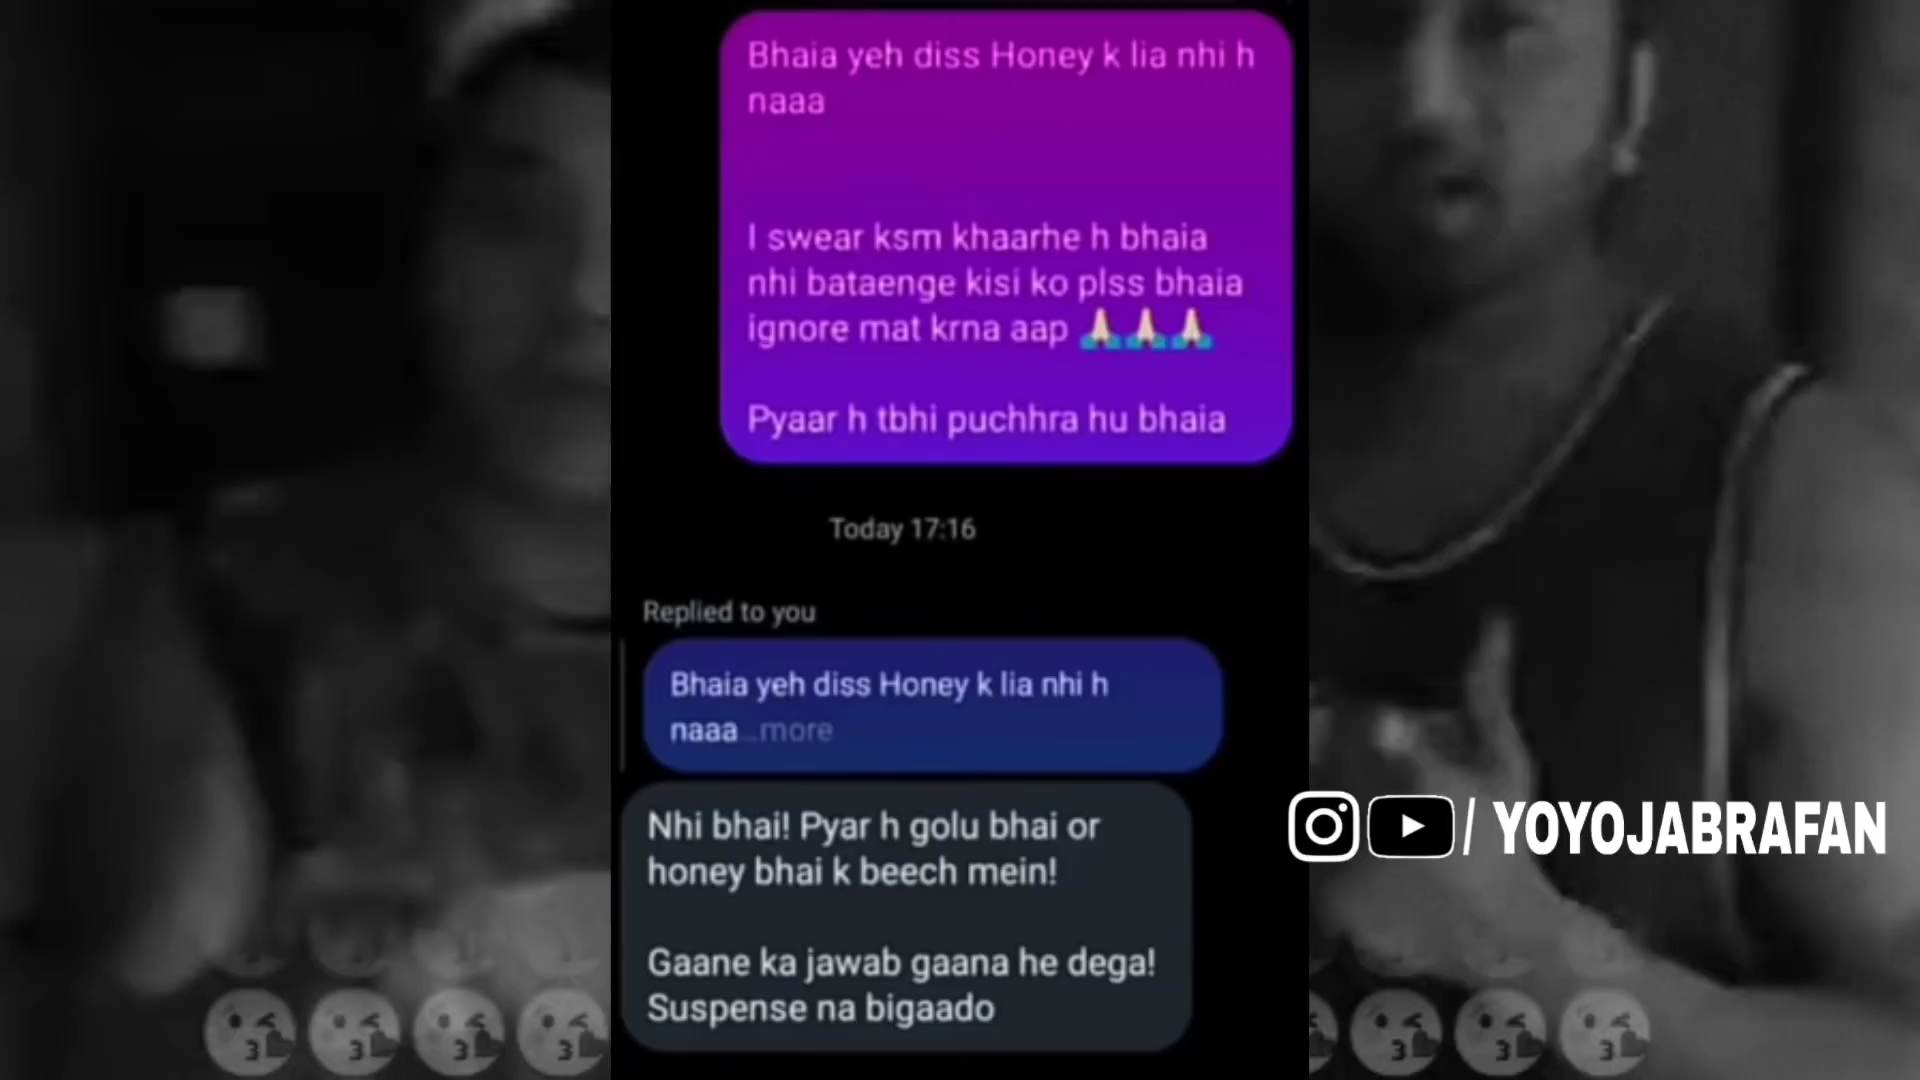 Bhaia yeh diss Honey k lia nhi h
naaa
I swear ksm khaarhe h bhaia
nhi bataenge kisi ko plss bhaia
ignore mat krna aap 🙏🏻🙏🏻🙏🏻
Pyaar h tbhi puchhra hu bhaia
Today 17:16
Replied to you
Bhaia yeh diss Honey k lia nhi h
naaa...more
Nhi bhai! Pyar h golu bhai or
honey bhai k beech mein!
Gaane ka jawab gaana he dega!
Suspense na bigaado
/ YOYOJABRAFAN